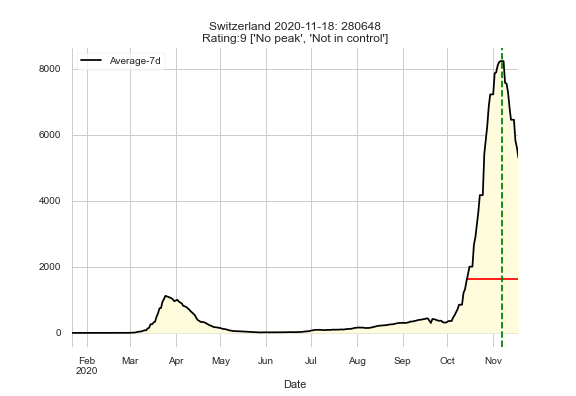 Switzerland 2020-11-18: 280648
Rating:9 ['No peak', 'Not in control']
Average-7d
8000
6000
4000
2000
0
Feb Mar Apr May Jun Jul Aug Sep Oct Nov
2020
Date